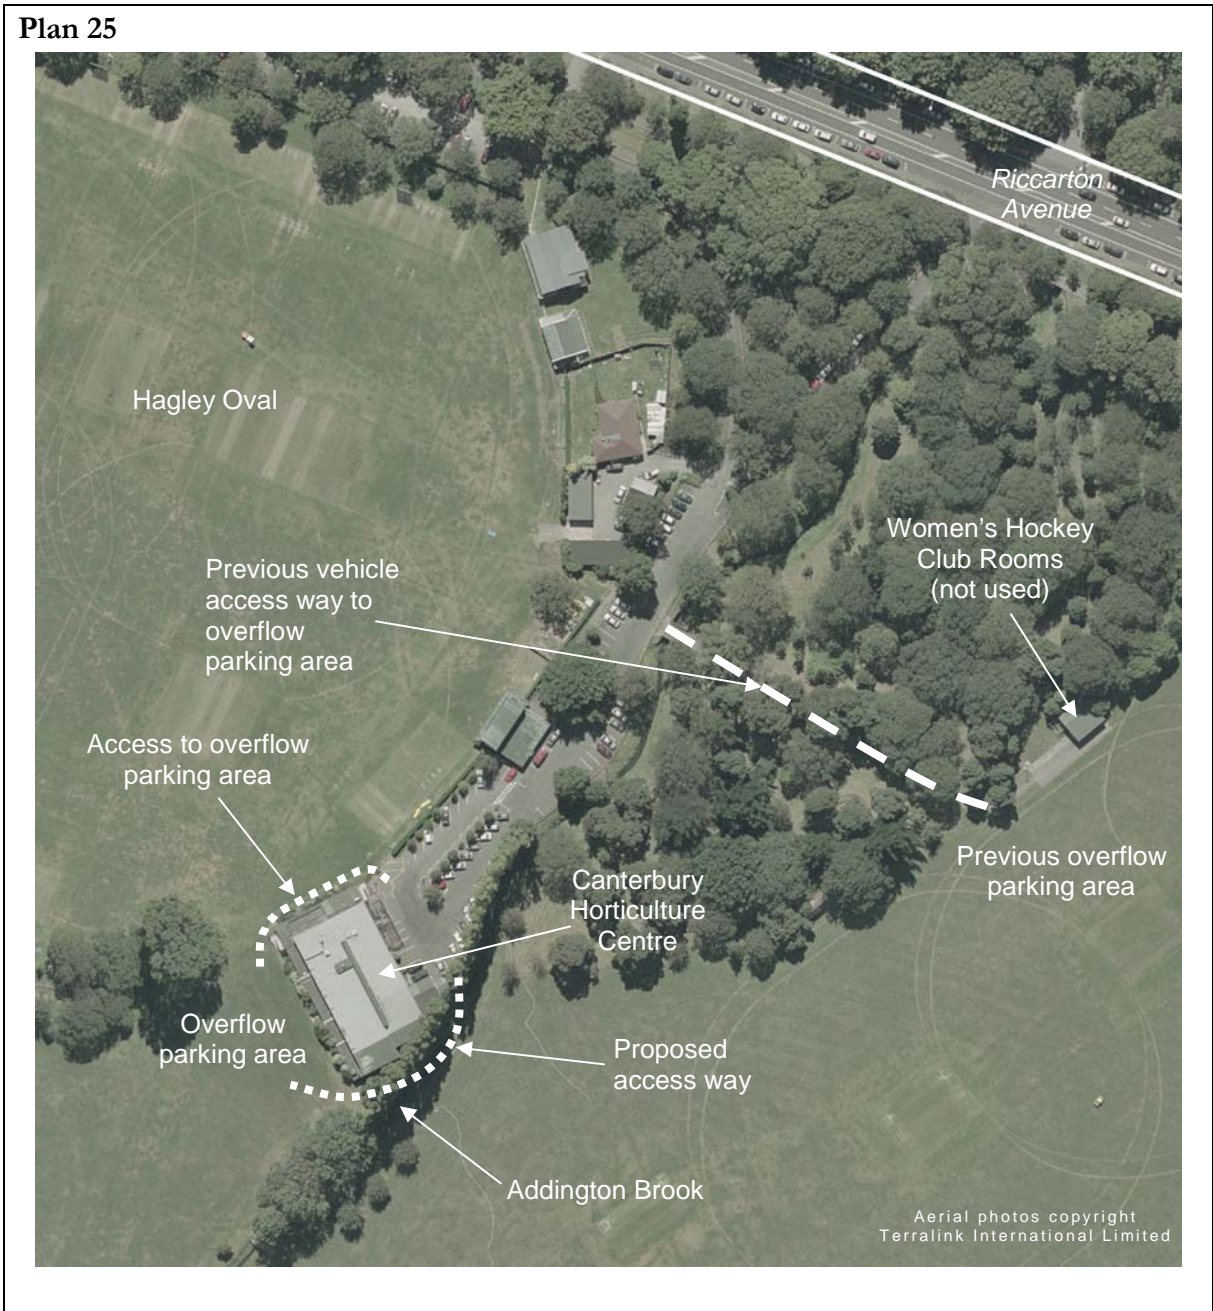 Plan 25
Riccarton
Avenue
Hagley Oval
Women's Hockey
Club Rooms
(not used)
Previous vehicle
access way to
overflow
parking area
Access to overflow
parking area
Previous overflow
parking area
Canterbury
Horticulture
Centre
Overflow
parking area
Proposed
access way
Addington Brook
Aerial photos copyright
Terralink International Limited